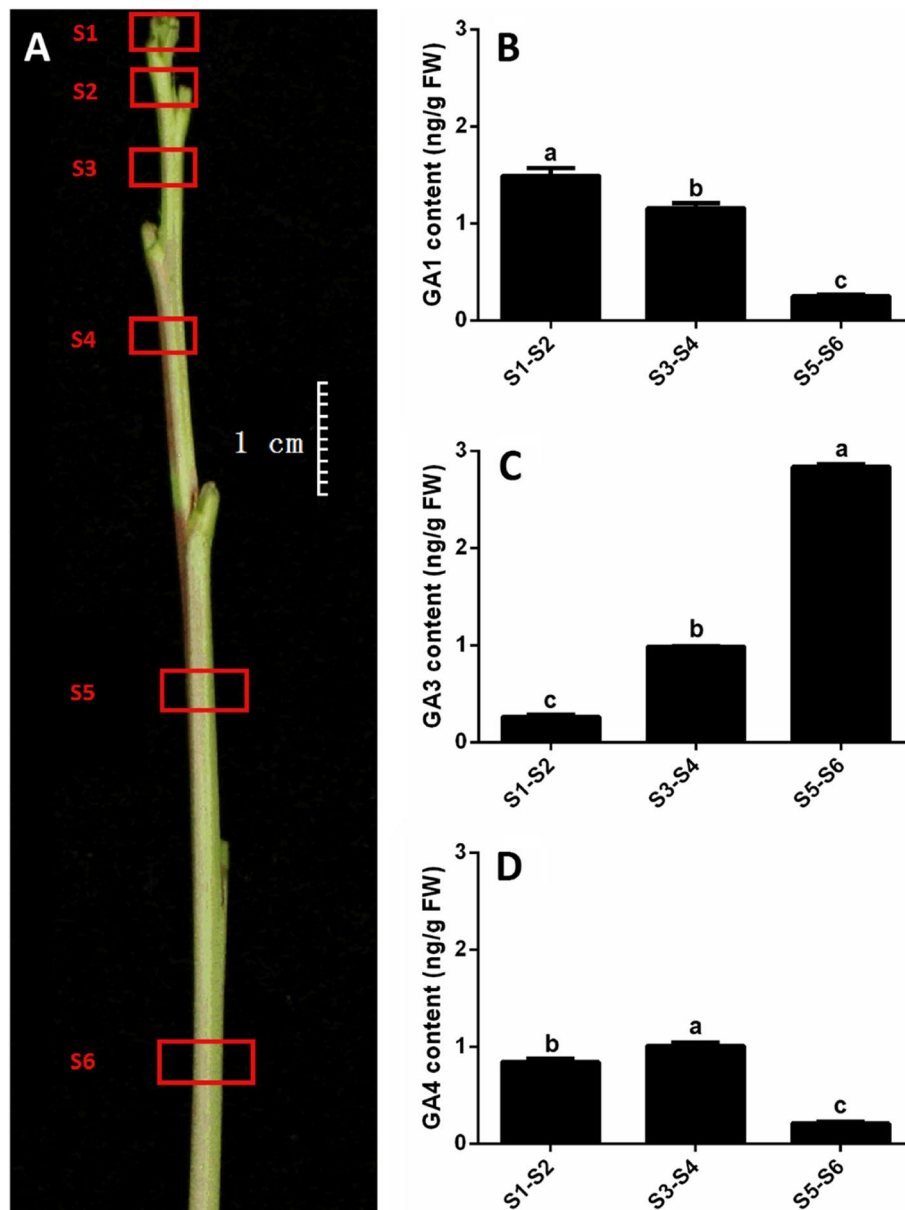 A
S1
S2
S3
S4
1 cm
S5
S6
B
GA1 content (ng/g FW)
3
2
1
0
a
b
c
S1-S2
S3-S4
S5-S6
C
GA3 content (ng/g FW)
3
2
1
0
c
b
a
S1-S2
S3-S4
S5-S6
D
GA4 content (ng/g FW)
3
2
1
0
b
a
c
S1-S2
S3-S4
S5-S6